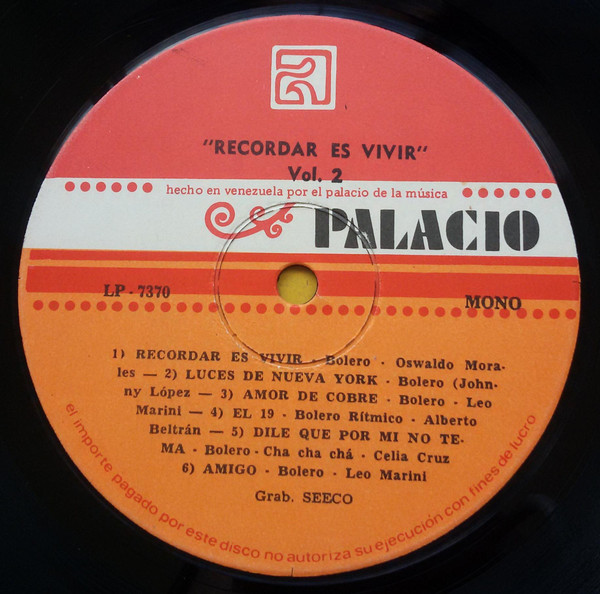 "RECORDAR ES VIVIR"
Vol. 2
hecho en venezuela por el palacio de la música
PALACIO
LP - 7370
MONO
1) RECORDAR ES VIVIR - Bolero - Oswaldo Mora-
les — 2) LUCES DE NUEVA YORK - Bolero (John-
ny López - 3) AMOR DE COBRE - Bolero - Leo
Marini - 4) EL 19 - Bolero Rítmico - Alberto
Beltrán - 5) DILE QUE POR MI NO TE-
MA - Bolero - Cha cha chá - Celia Cruz
6) AMIGO - Bolero - Leo Marini
Grab. SEECO
el importe pagado por este disco no autoriza su ejecución con fines de lucro